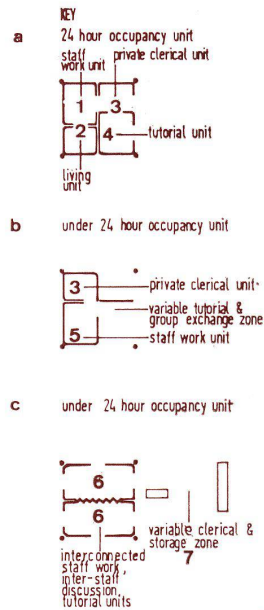 KEY
a 24 hour occupancy unit
staff work unit
private clerical unit
1
3
2
4
tutorial unit
living unit
b under 24 hour occupancy unit
3
private clerical unit
variable tutorial &
group exchange zone
5
staff work unit
c under 24 hour occupancy unit
6
6
variable clerical &
storage zone
7
interconnected
staff work,
inter-staff
discussion,
tutorial units